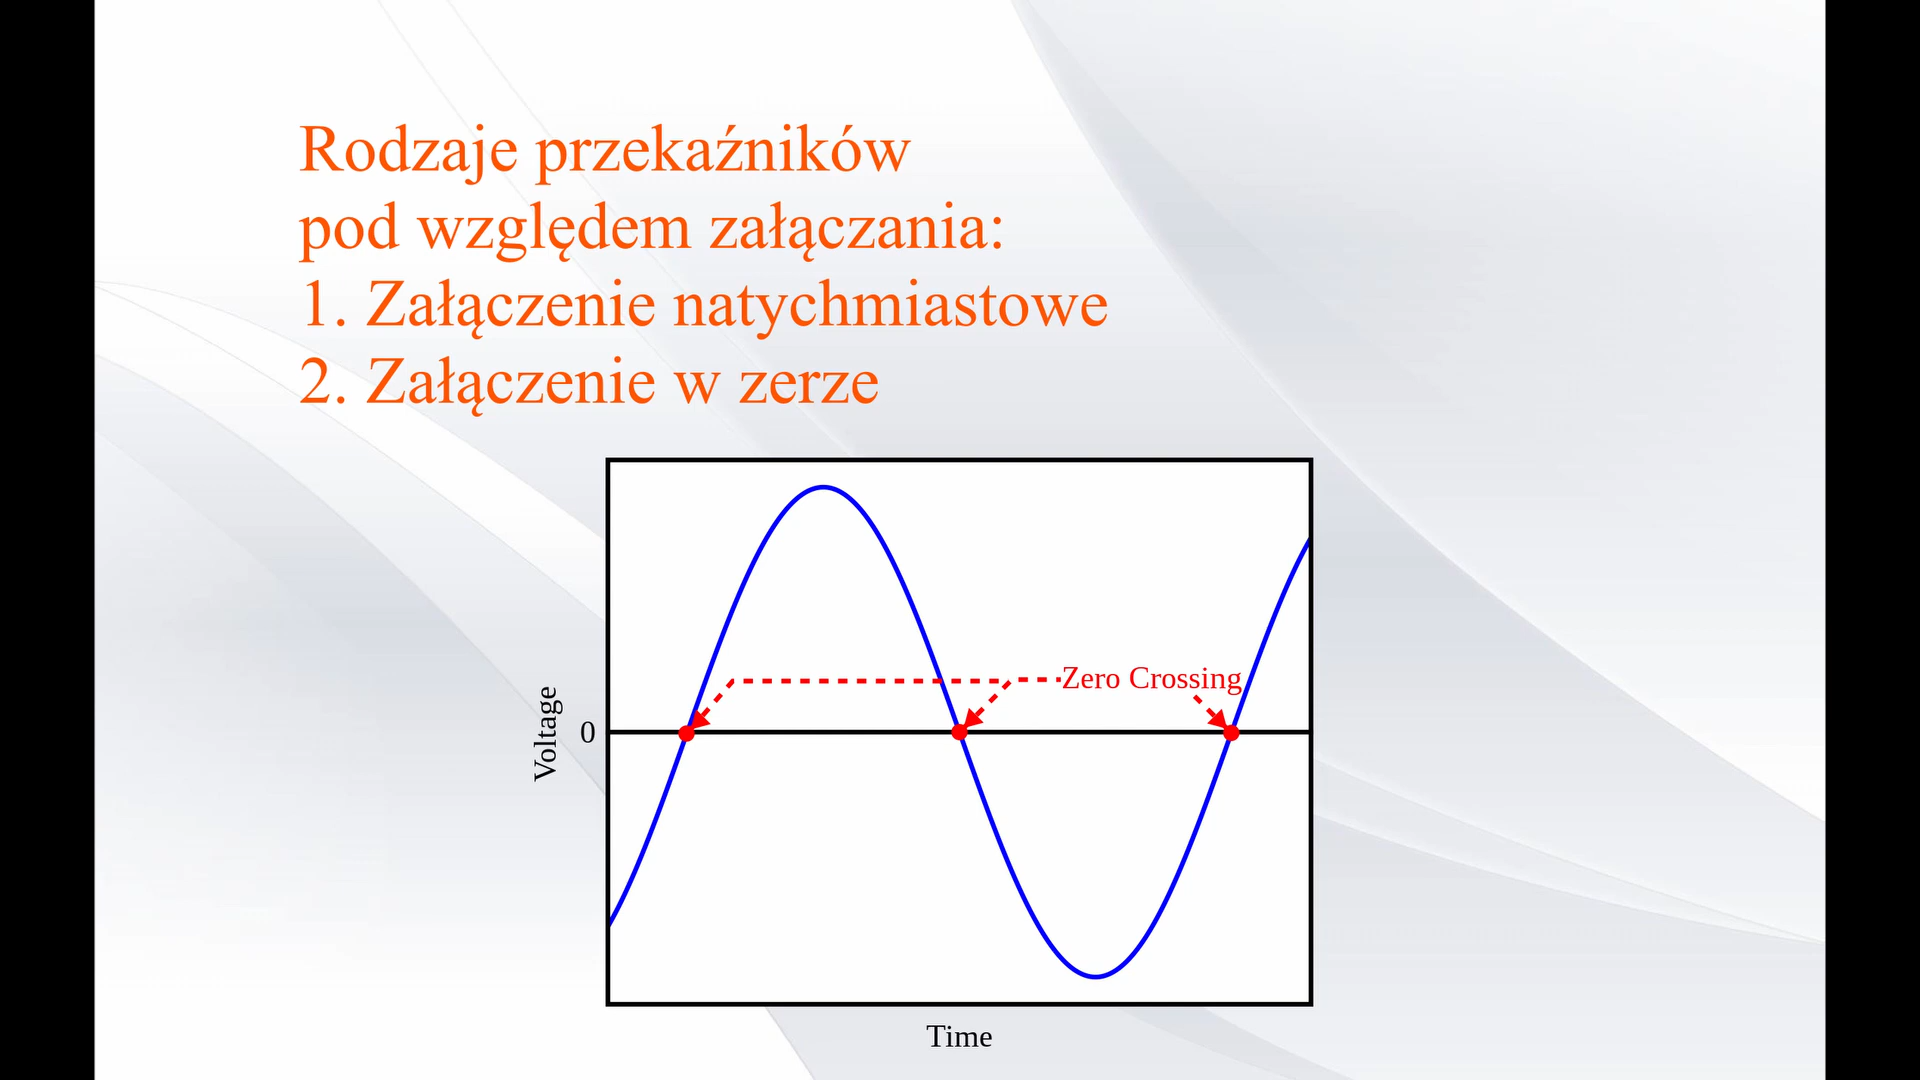 Rodzaje przekaźników
pod względem załączania:
1. Załączenie natychmiastowe
2. Załączenie w zerze
Zero Crossing
Voltage
0
Time